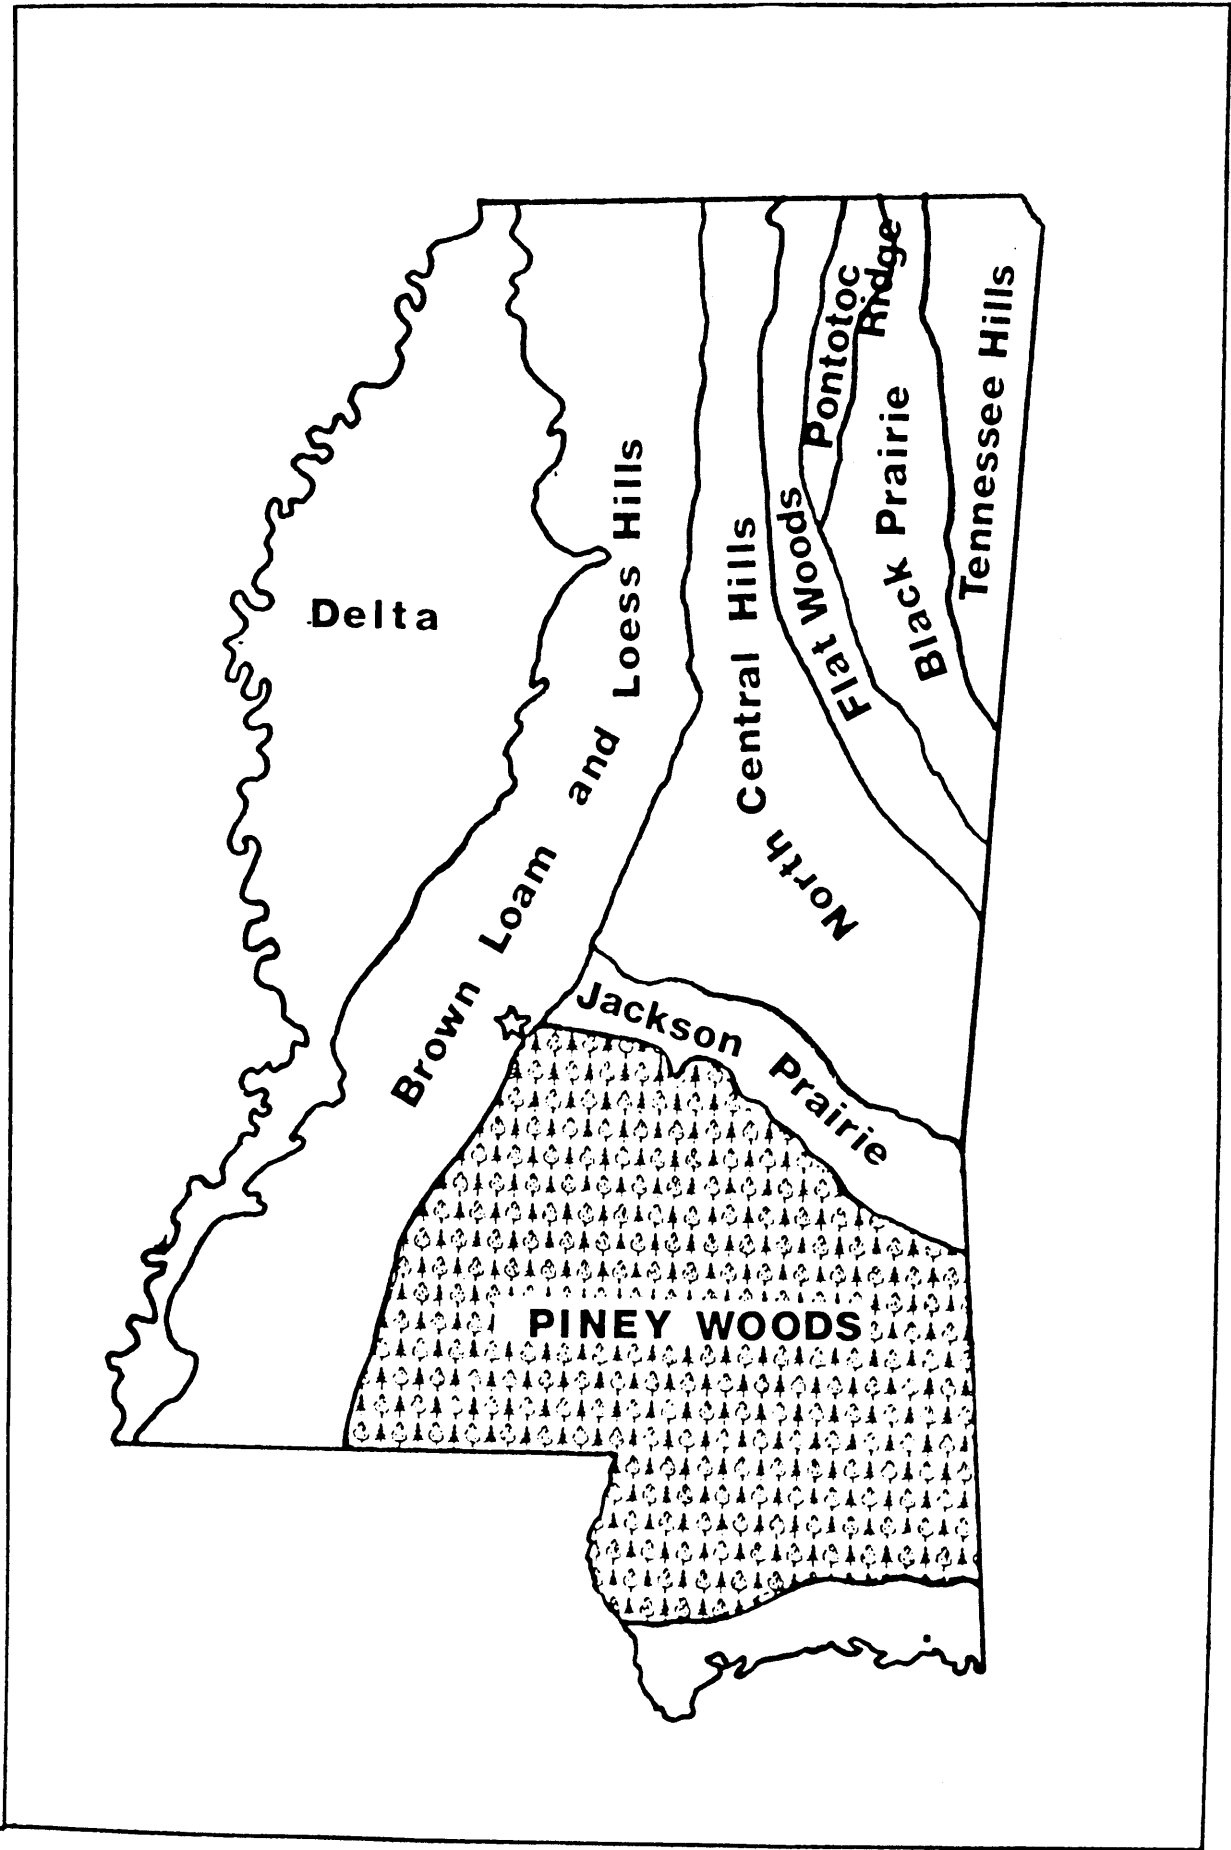 Pontotoc
Ridge
Tennessee Hills
Black Prairie
Flat Woods
Delta
Brown Loam and Loess Hills
North Central Hills
Jackson Prairie
PINEY WOODS